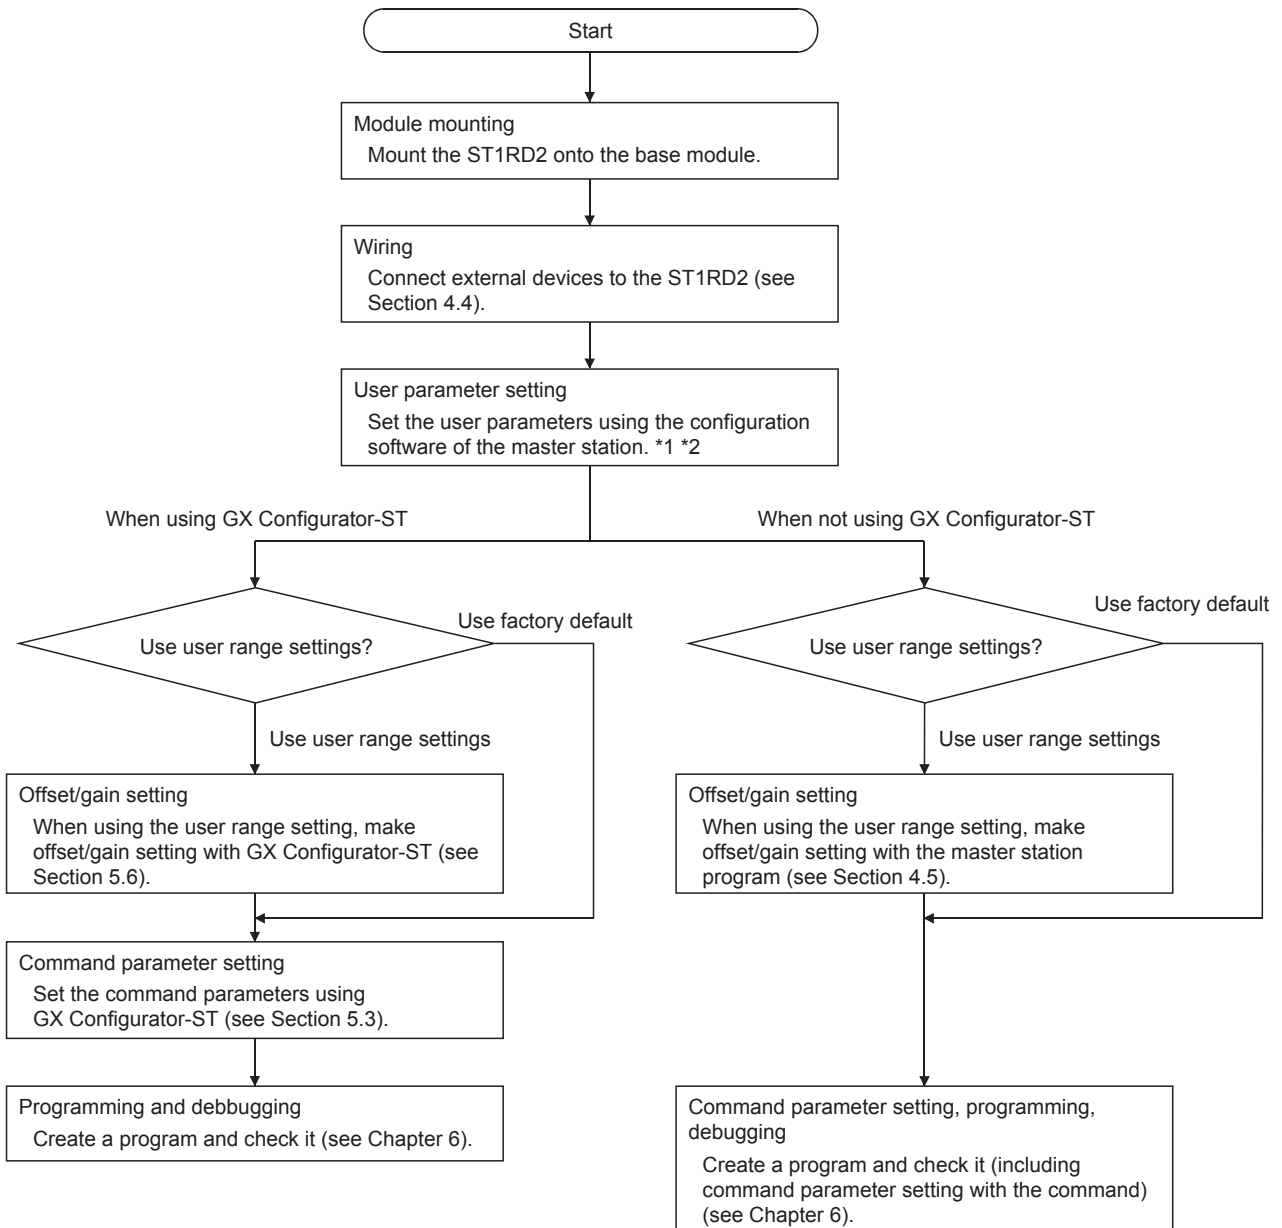 Start
Module mounting
Mount the ST1RD2 onto the base module.
Wiring
Connect external devices to the ST1RD2 (see
Section 4.4).
User parameter setting
Set the user parameters using the configuration
software of the master station. *1 *2
When using GX Configurator-ST
When not using GX Configurator-ST
Use user range settings?
Use factory default
Use user range settings
Offset/gain setting
When using the user range setting, make
offset/gain setting with GX Configurator-ST (see
Section 5.6).
Command parameter setting
Set the command parameters using
GX Configurator-ST (see Section 5.3).
Programming and debbugging
Create a program and check it (see Chapter 6).
Use user range settings?
Use factory default
Use user range settings
Offset/gain setting
When using the user range setting, make
offset/gain setting with the master station
program (see Section 4.5).
Command parameter setting, programming,
debugging
Create a program and check it (including
command parameter setting with the command)
(see Chapter 6).